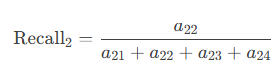 Recall₂ = a₂₂ / (a₂₁ + a₂₂ + a₂₃ + a₂₄)